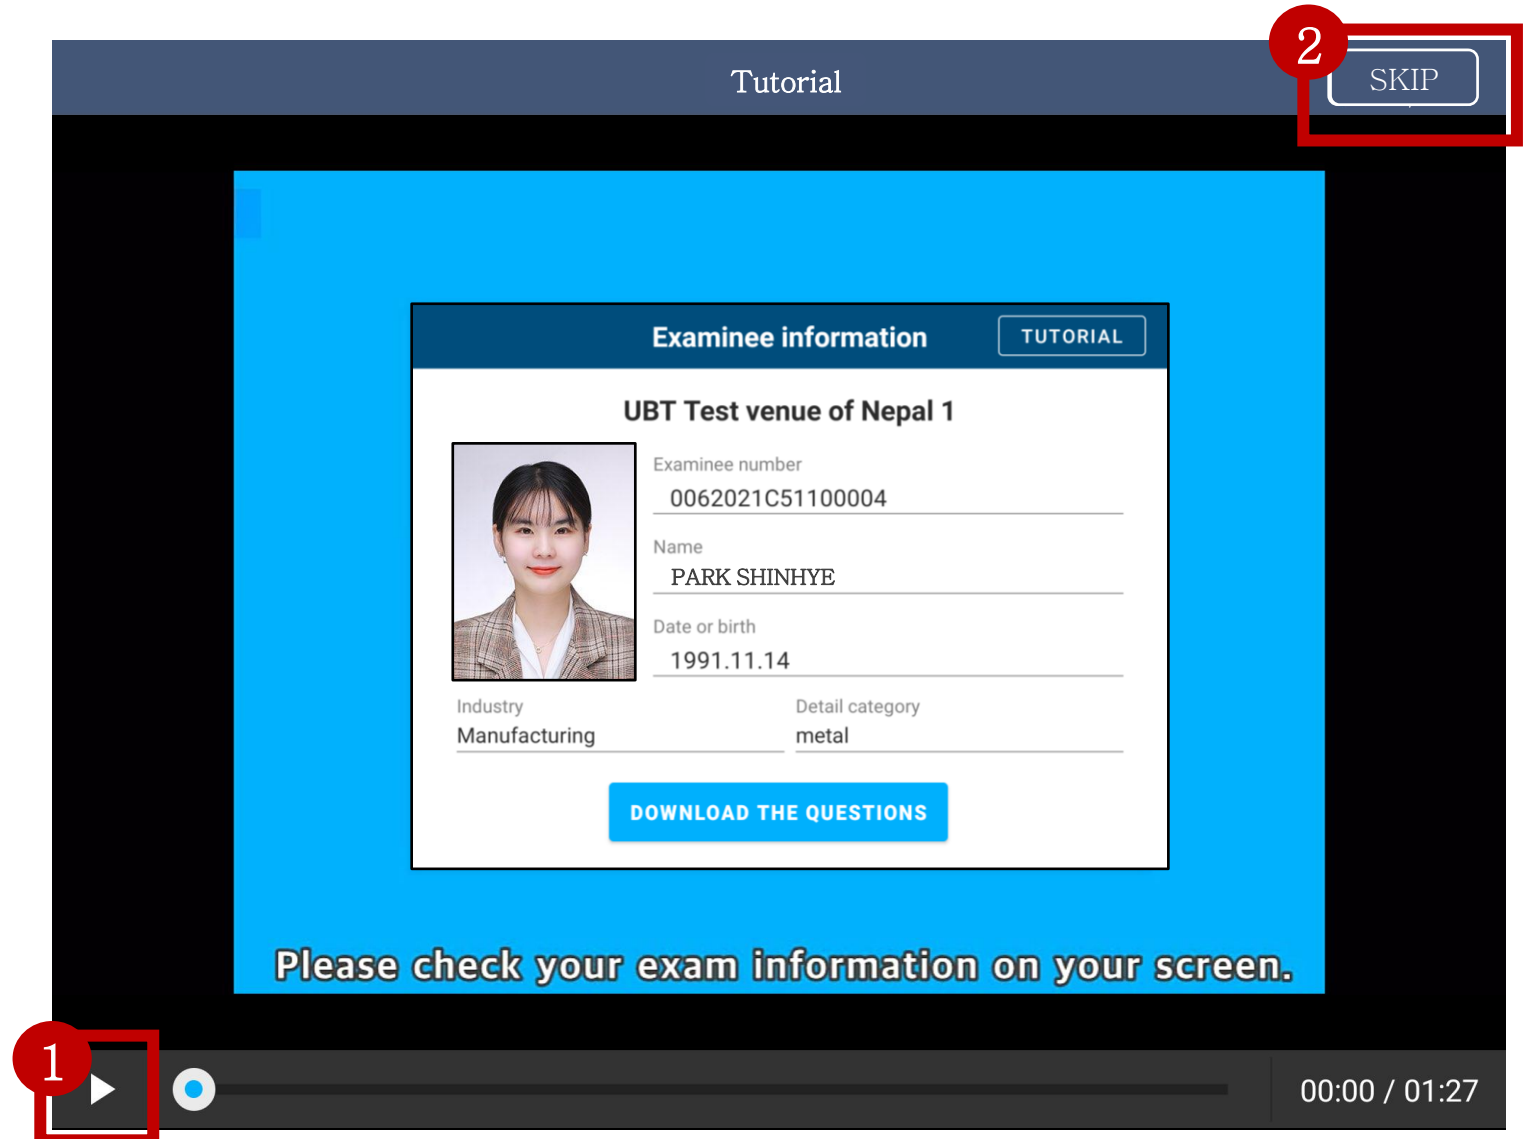 2
Tutorial
SKIP
Examinee information
TUTORIAL
UBT Test venue of Nepal 1
Examinee number
0062021C51100004
Name
PARK SHINHYE
Date or birth
1991.11.14
Industry
Detail category
Manufacturing
metal
DOWNLOAD THE QUESTIONS
Please check your exam information on your screen.
1
00:00 / 01:27